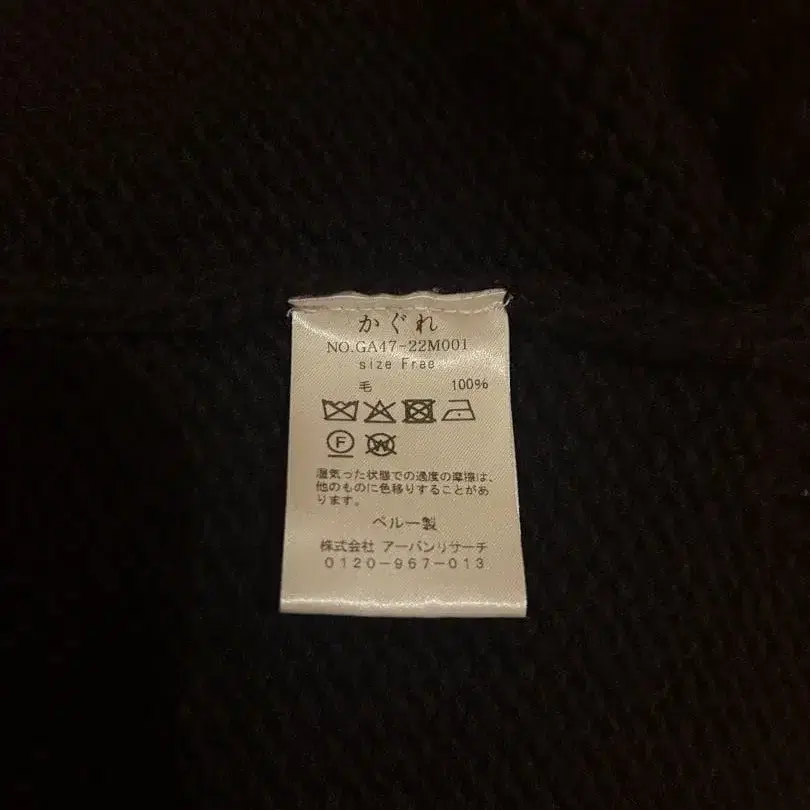 かぐれ
NO.GA47-22M001
size Free
毛 100%
F W
湿気った状態での過度の摩擦は、
他のものに色移りすることがあ
ります。
ペルー製
株式会社 アーバンリサーチ
0120-967-013